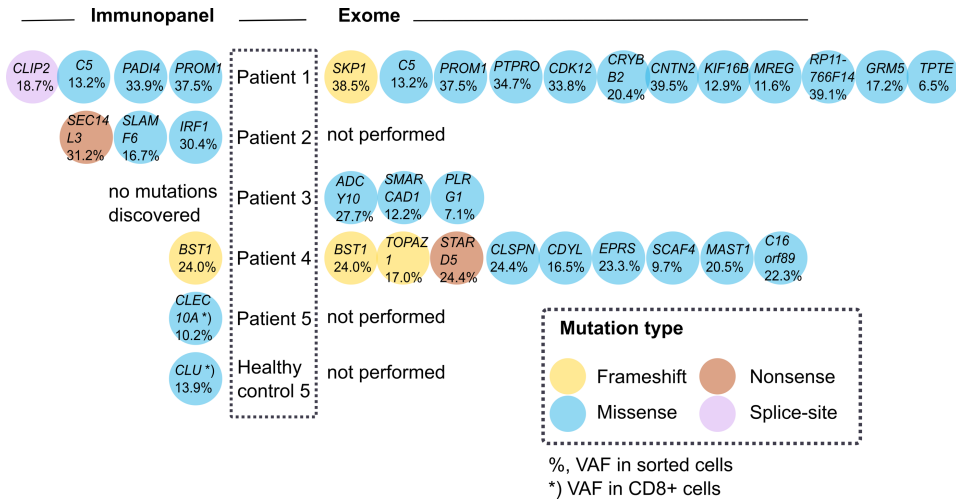 Immunopanel
Exome
CLIP2
18.7%
C5
13.2%
PADI4
33.9%
PROM1
37.5%
Patient 1
SKP1
38.5%
C5
13.2%
PROM1
37.5%
PTPRO
34.7%
CDK12
33.8%
CRYB
B2
20.4%
CNTN2
39.5%
KIF16B
12.9%
MREG
11.6%
RP11-
766F14
39.1%
GRM5
17.2%
TPTE
6.5%
SEC14
L3
31.2%
SLAM
F6
16.7%
IRF1
30.4%
Patient 2
not performed
no mutations
discovered
Patient 3
ADC
Y10
27.7%
SMAR
CAD1
12.2%
PLR
G1
7.1%
BST1
24.0%
Patient 4
BST1
24.0%
TOPAZ
1
17.0%
STAR
D5
24.4%
CLSPN
24.4%
CDYL
16.5%
EPRS
23.3%
SCAF4
9.7%
MAST1
20.5%
C16
orf89
22.3%
CLEC
10A *)
10.2%
Patient 5
not performed
CLU *)
13.9%
Healthy
control 5
not performed
Mutation type
Frameshift
Nonsense
Missense
Splice-site
%, VAF in sorted cells
*) VAF in CD8+ cells